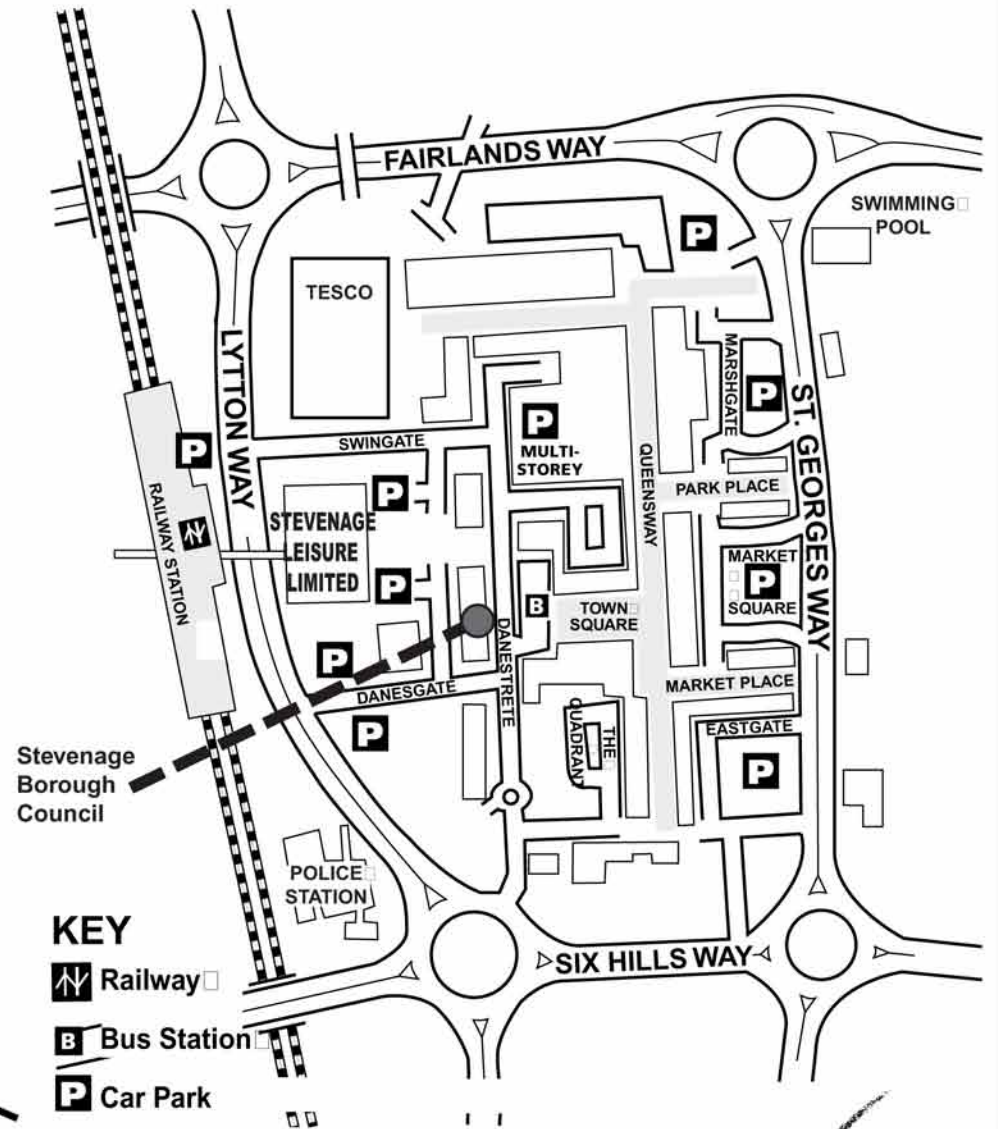 FAIRLANDS WAY
SWIMMING
POOL
P
TESCO
LYTTON WAY
MARSHGATE
P
ST. GEORGES WAY
P
MULTI-
STOREY
SWINGATE
P
QUEENSWAY
PARK PLACE
P
STEVENAGE
LEISURE
LIMITED
RAILWAY STATION
MARKET
P
SQUARE
P
B
TOWN
SQUARE
DANESTRETE
P
DANESGATE
MARKET PLACE
THE
QUADRANT
EASTGATE
P
P
Stevenage
Borough
Council
POLICE
STATION
SIX HILLS WAY
KEY
Railway
B Bus Station
P Car Park